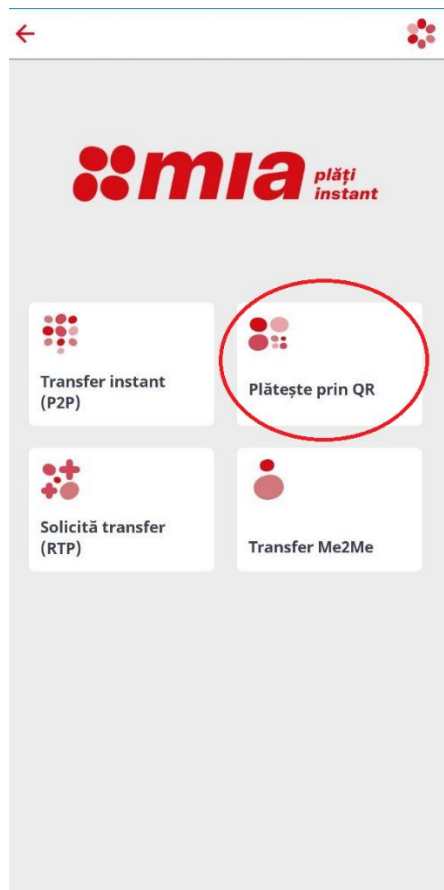 mia plăți
instant
Transfer instant
(P2P)
Plătește prin QR
Solicită transfer
(RTP)
Transfer Me2Me